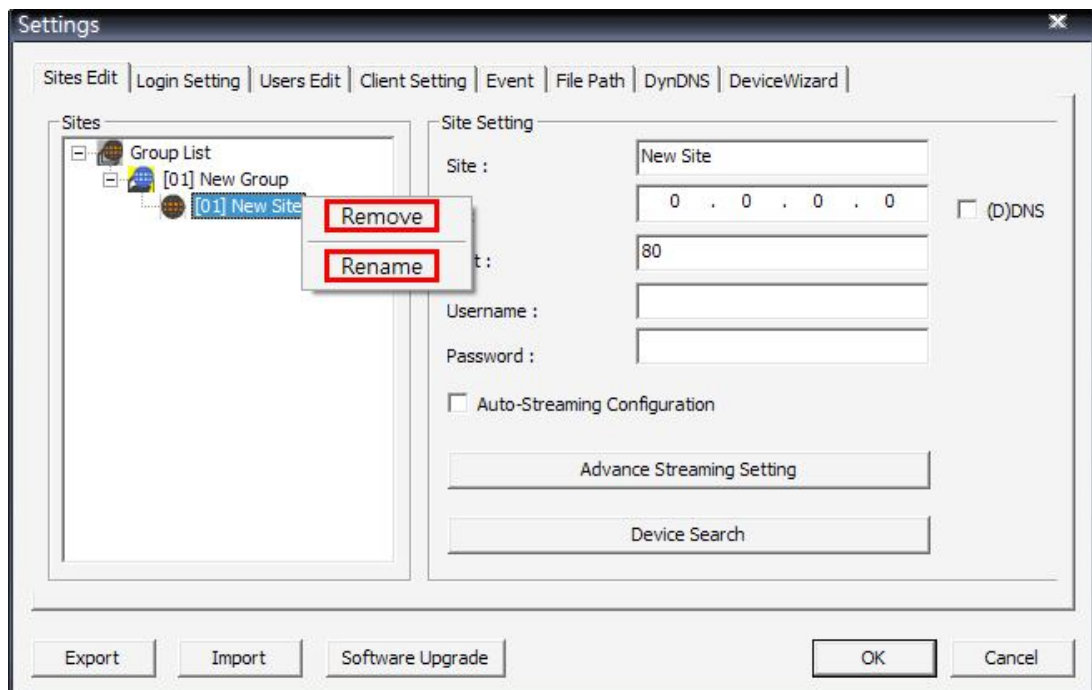 Settings
Sites Edit Login Setting Users Edit Client Setting Event File Path DynDNS DeviceWizard
Sites
Group List
[01] New Group
[01] New Site
Remove
Rename
Site Setting
Site : New Site
0 . 0 . 0 . 0 (D)DNS
t : 80
Username :
Password :
Auto-Streaming Configuration
Advance Streaming Setting
Device Search
Export Import Software Upgrade OK Cancel